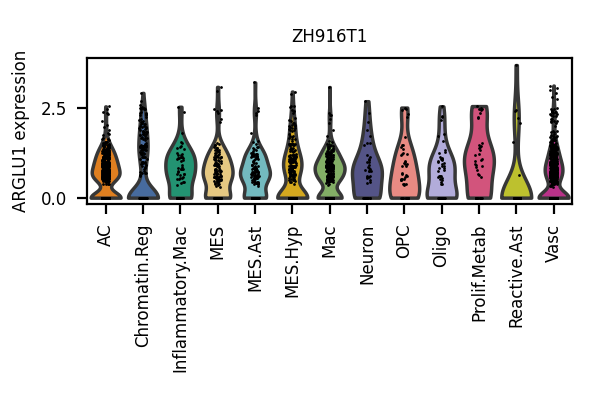 ZH916T1
ARGLU1 expression
2.5
0.0
AC
Chromatin.Reg
Inflammatory.Mac
MES
MES.Ast
MES.Hyp
Mac
Neuron
OPC
Oligo
Prolif.Metab
Reactive.Ast
Vasc